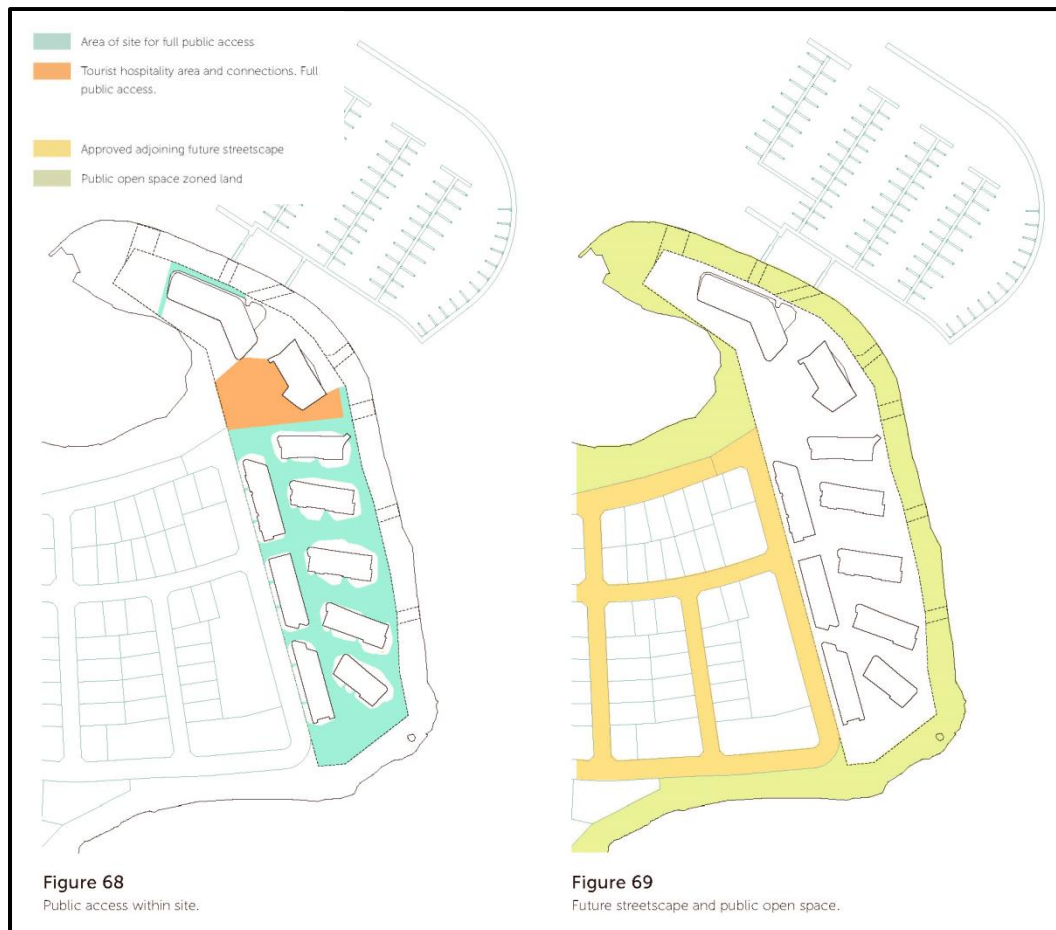 Area of site for full public access
Tourist hospitality area and connections. Full
public access.
Approved adjoining future streetscape
Public open space zoned land
Figure 68
Public access within site.
Figure 69
Future streetscape and public open space.